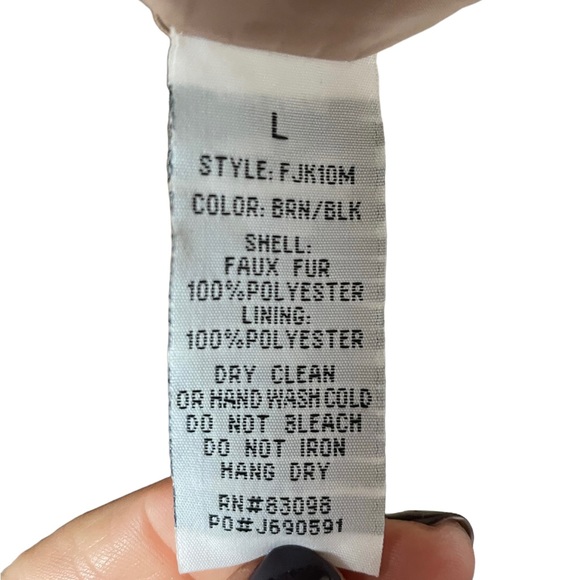 L
STYLE: FJK10M
COLOR: BRN/BLK
SHELL:
FAUX FUR
100%POLYESTER
LINING:
100%POLYESTER
DRY CLEAN
OR HAND WASH COLD
DO NOT BLEACH
DO NOT IRON
HANG DRY
RN#83098
PO#J690591